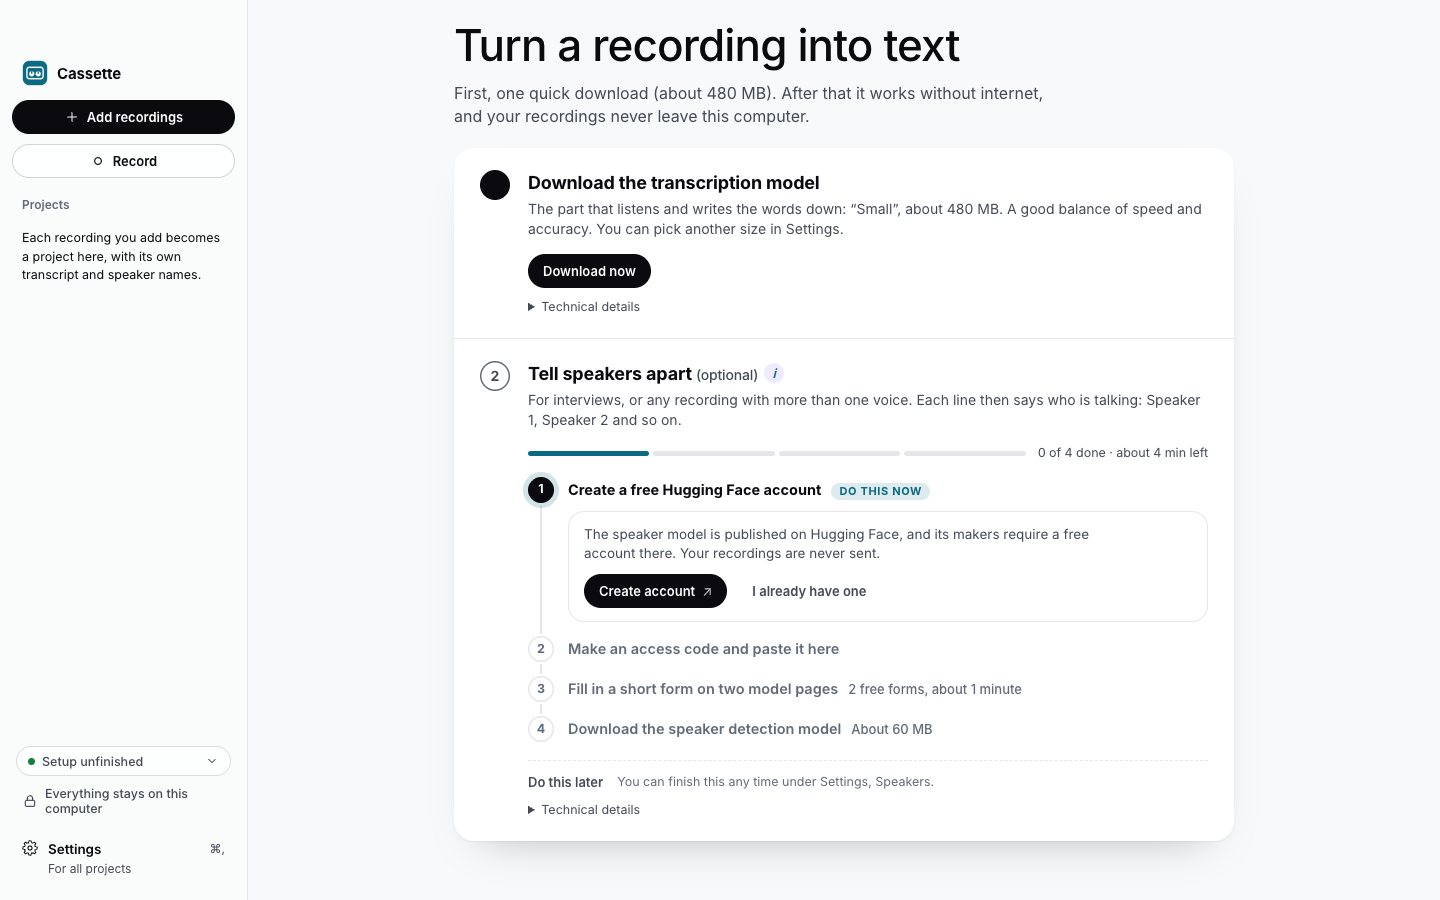 Cassette
Add recordings
Record
Projects
Each recording you add becomes
a project here, with its own
transcript and speaker names.
Setup unfinished
Everything stays on this
computer
Settings
⌘,
For all projects
Turn a recording into text
First, one quick download (about 480 MB). After that it works without internet,
and your recordings never leave this computer.
Download the transcription model
The part that listens and writes the words down: “Small”, about 480 MB. A good balance of speed and
accuracy. You can pick another size in Settings.
Download now
Technical details
2
Tell speakers apart (optional) i
For interviews, or any recording with more than one voice. Each line then says who is talking: Speaker
1, Speaker 2 and so on.
0 of 4 done · about 4 min left
1 Create a free Hugging Face account DO THIS NOW
The speaker model is published on Hugging Face, and its makers require a free
account there. Your recordings are never sent.
Create account ↗ I already have one
2 Make an access code and paste it here
3 Fill in a short form on two model pages 2 free forms, about 1 minute
4 Download the speaker detection model About 60 MB
Do this later You can finish this any time under Settings, Speakers.
Technical details